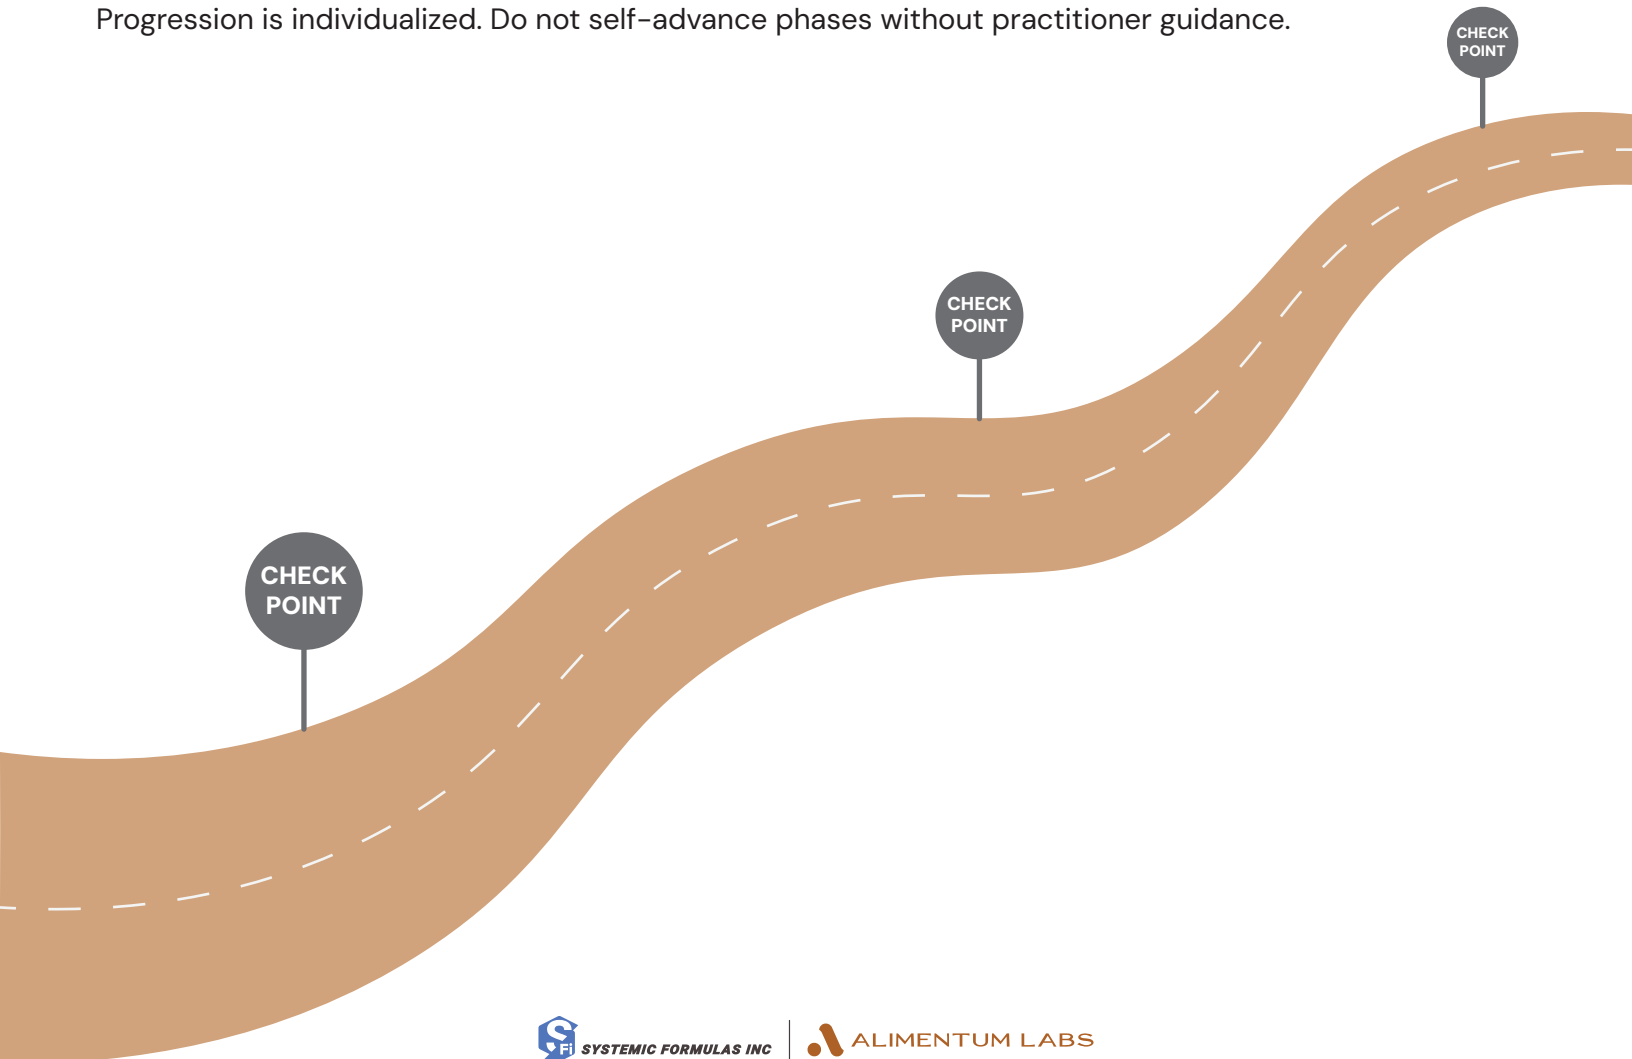 Progression is individualized. Do not self-advance phases without practitioner guidance.
CHECK
POINT
CHECK
POINT
CHECK
POINT
S
Fi
SYSTEMIC FORMULAS INC
ALIMENTUM LABS